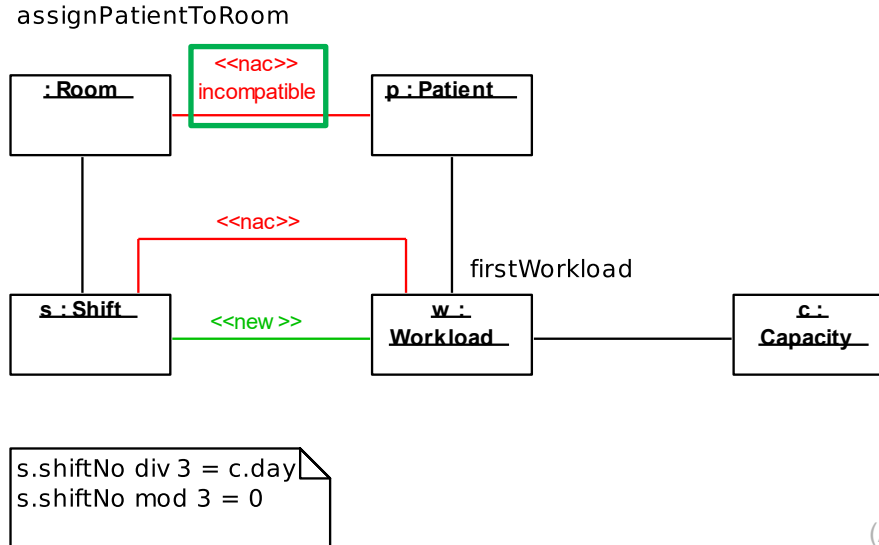 assignPatientToRoom
<<nac>>
incompatible
: Room
p : Patient
<<nac>>
firstWorkload
s : Shift
<<new >>
w :
Workload
c :
Capacity
s.shiftNo div 3 = c.day
s.shiftNo mod 3 = 0